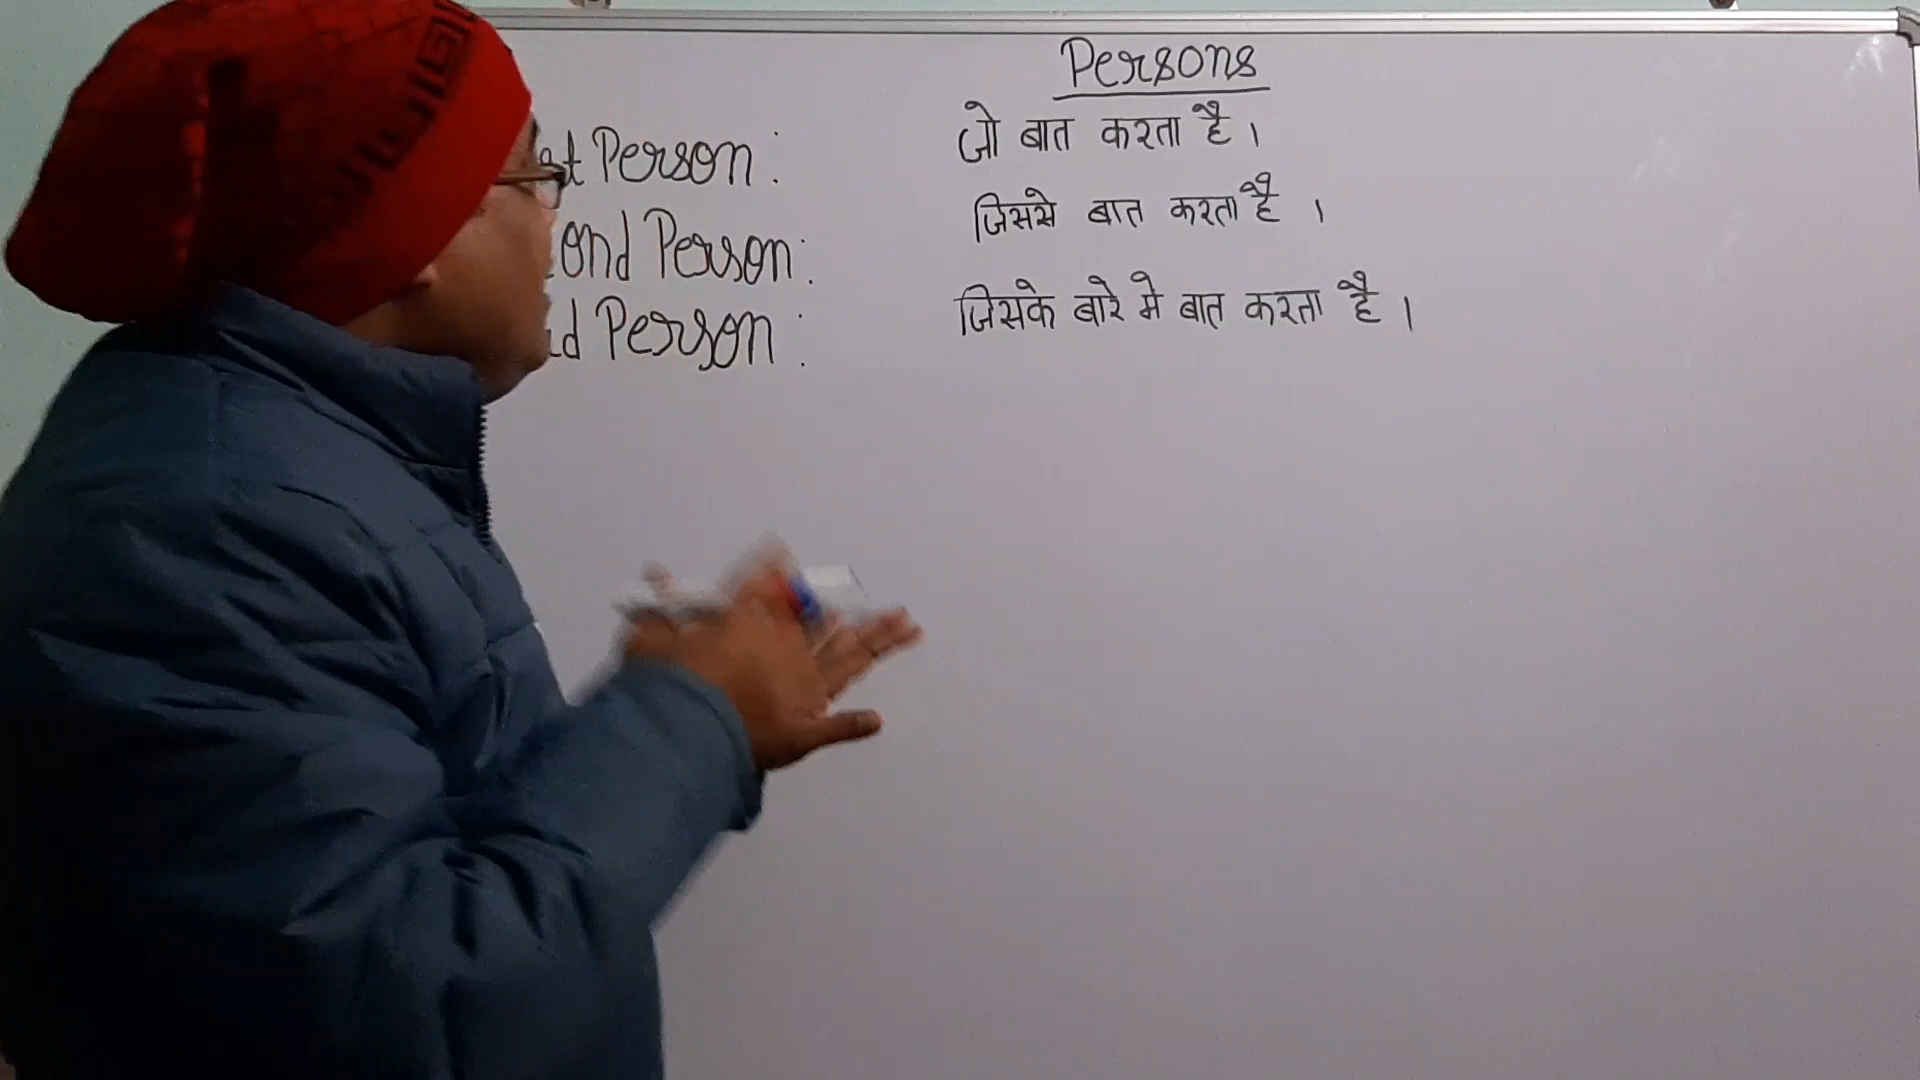 Persons
st Person: जो बात करता है ।
ond Person: जिससे बात करता है ।
d Person: जिसके बारे मे बात करता है ।